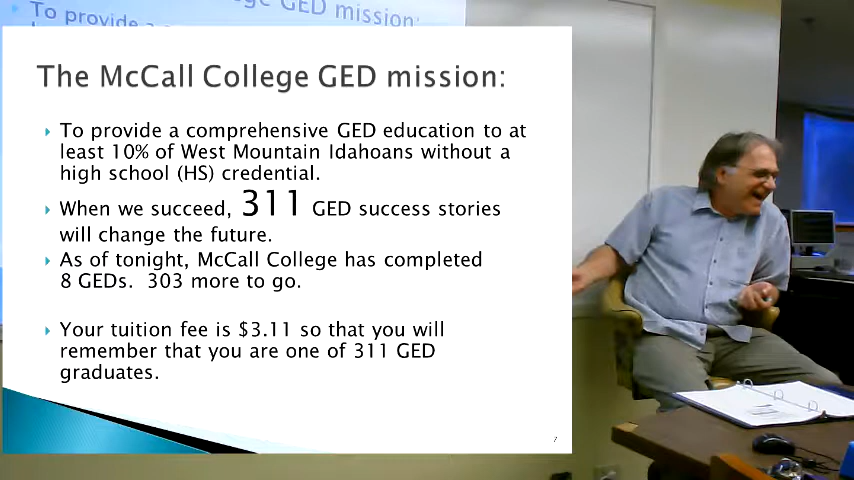 GED mission:
To provide a
The McCall College GED mission:
To provide a comprehensive GED education to at
least 10% of West Mountain Idahoans without a
high school (HS) credential.
When we succeed, 311 GED success stories
will change the future.
As of tonight, McCall College has completed
8 GEDs.  303 more to go.
Your tuition fee is $3.11 so that you will
remember that you are one of 311 GED
graduates.
7